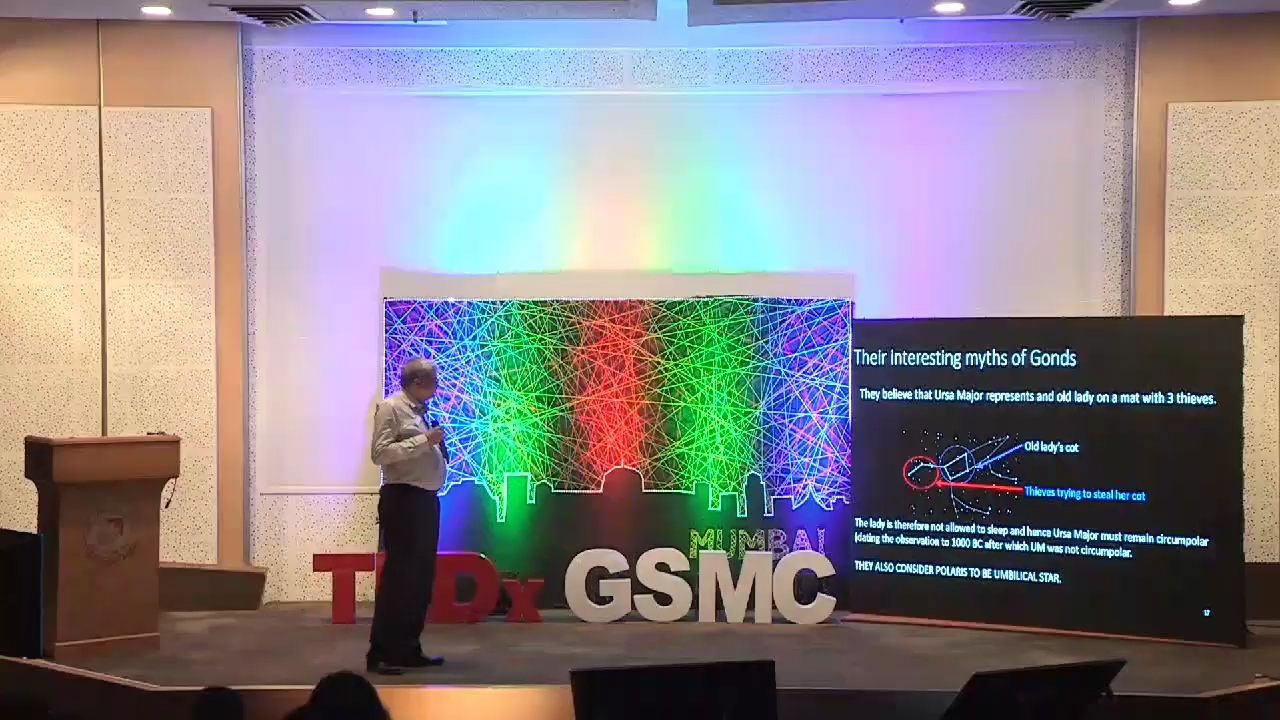 Their interesting myths of Gonds
They believe that Ursa Major represents and old lady on a mat with 3 thieves.
Old lady's cot
Thieves trying to steal her cot
The lady is therefore not allowed to sleep and hence Ursa Major must remain circumpolar
(dating the observation to 1000 BC after which UM was not circumpolar.
THEY ALSO CONSIDER POLARIS TO BE UMBILICAL STAR.
17
MUMBAI
TEDx GSMC